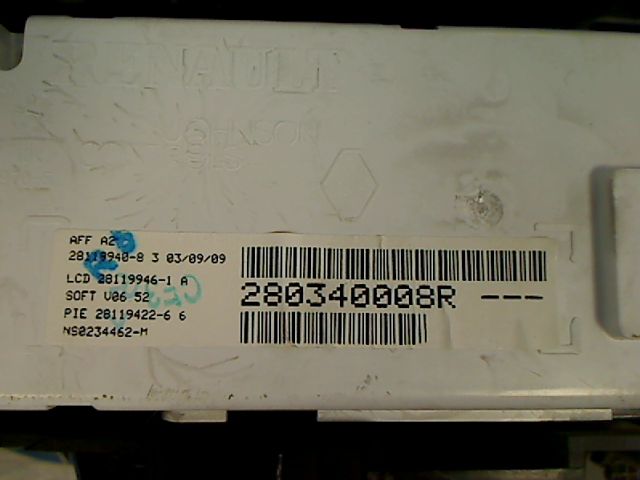 RENAULT
JOHNSON
AFF A2
28119940-8 3 03/09/09
LCD 28119946-1 A
SOFT V06 52
PIE 28119422-6 6
NS0234462-M
280340008R ---